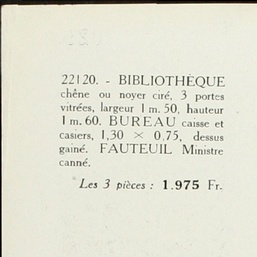 22120. - BIBLIOTHÈQUE
chêne ou noyer ciré, 3 portes
vitrées, largeur 1 m. 50, hauteur
1 m. 60. BUREAU caisse et
casiers, 1,30 × 0,75, dessus
gainé. FAUTEUIL Ministre
canné.
Les 3 pièces : 1.975 Fr.